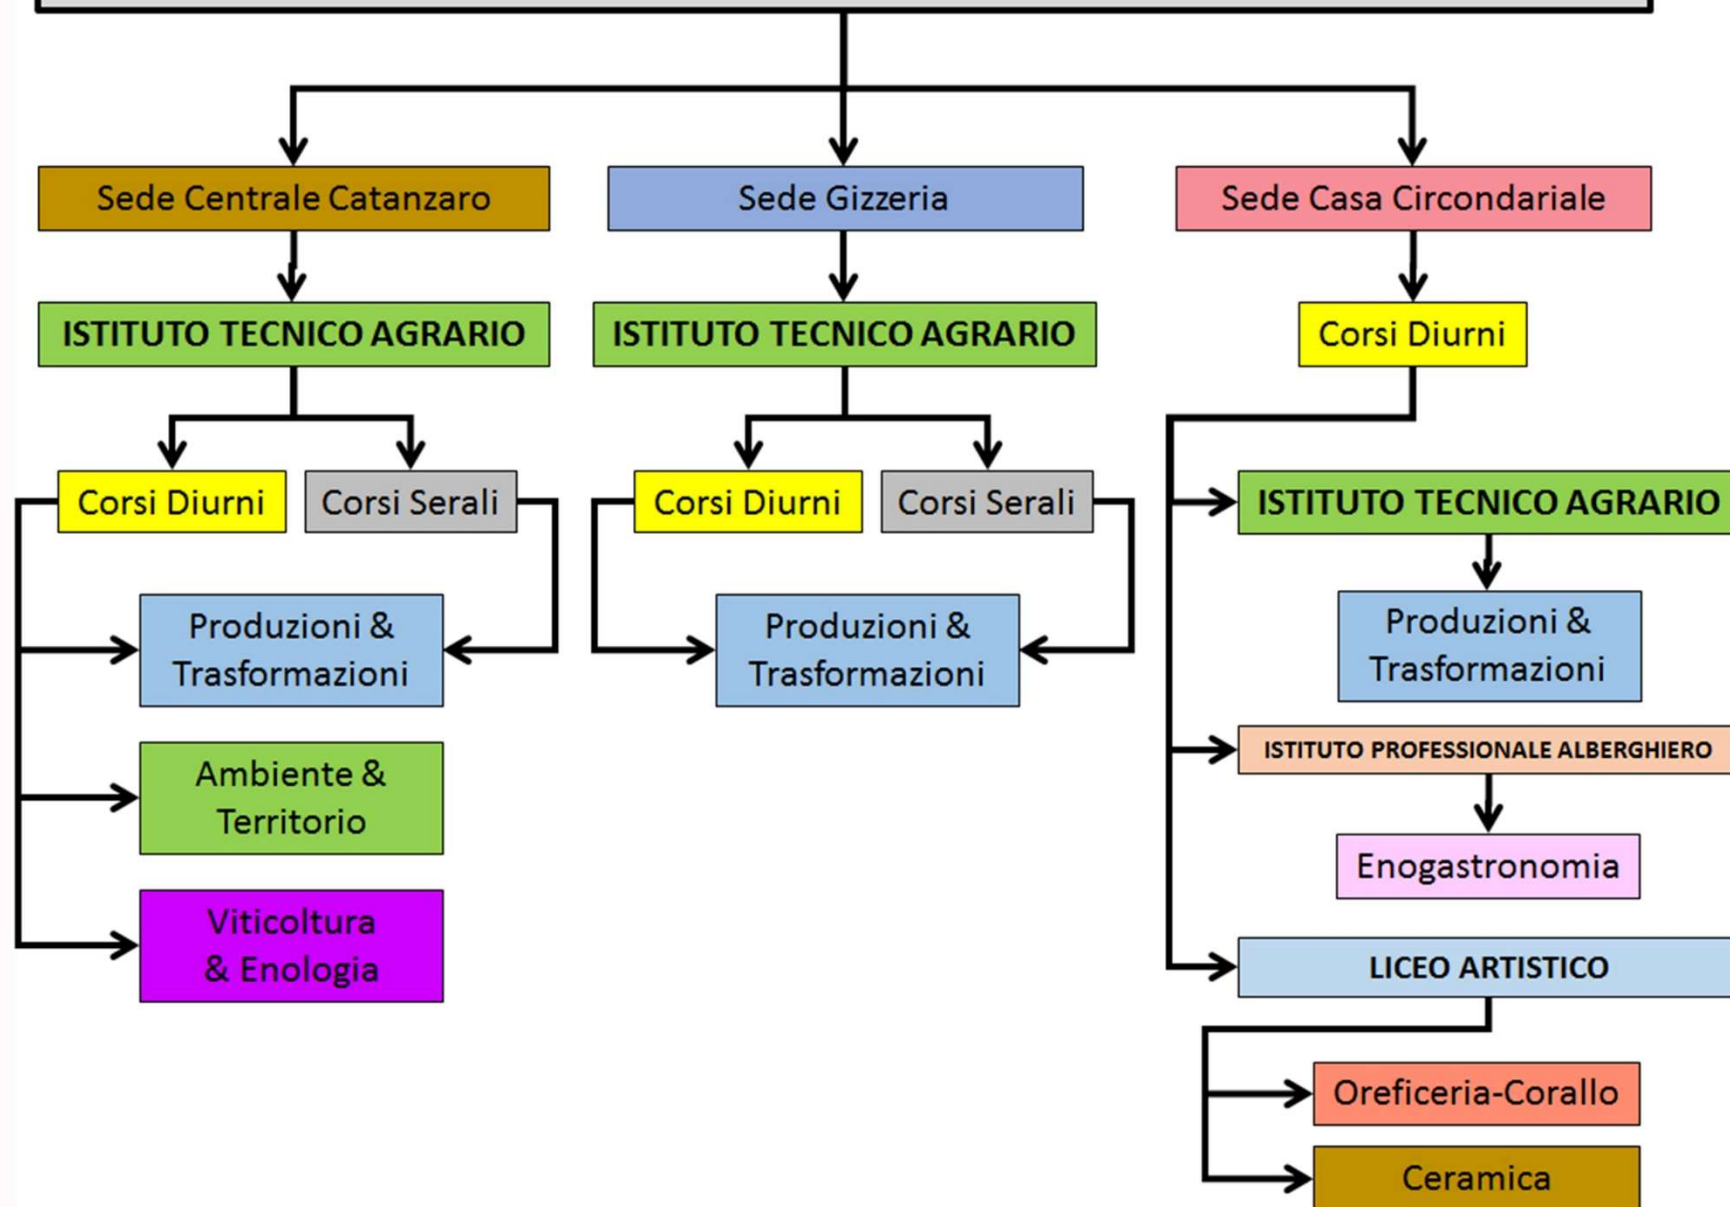 Sede Centrale Catanzaro
Sede Gizzeria
Sede Casa Circondariale
ISTITUTO TECNICO AGRARIO
ISTITUTO TECNICO AGRARIO
Corsi Diurni
Corsi Diurni
Corsi Serali
Corsi Diurni
Corsi Serali
ISTITUTO TECNICO AGRARIO
Produzioni &
Trasformazioni
Produzioni &
Trasformazioni
Produzioni &
Trasformazioni
ISTITUTO PROFESSIONALE ALBERGHIERO
Ambiente &
Territorio
Enogastronomia
Viticoltura
& Enologia
LICEO ARTISTICO
Oreficeria-Corallo
Ceramica